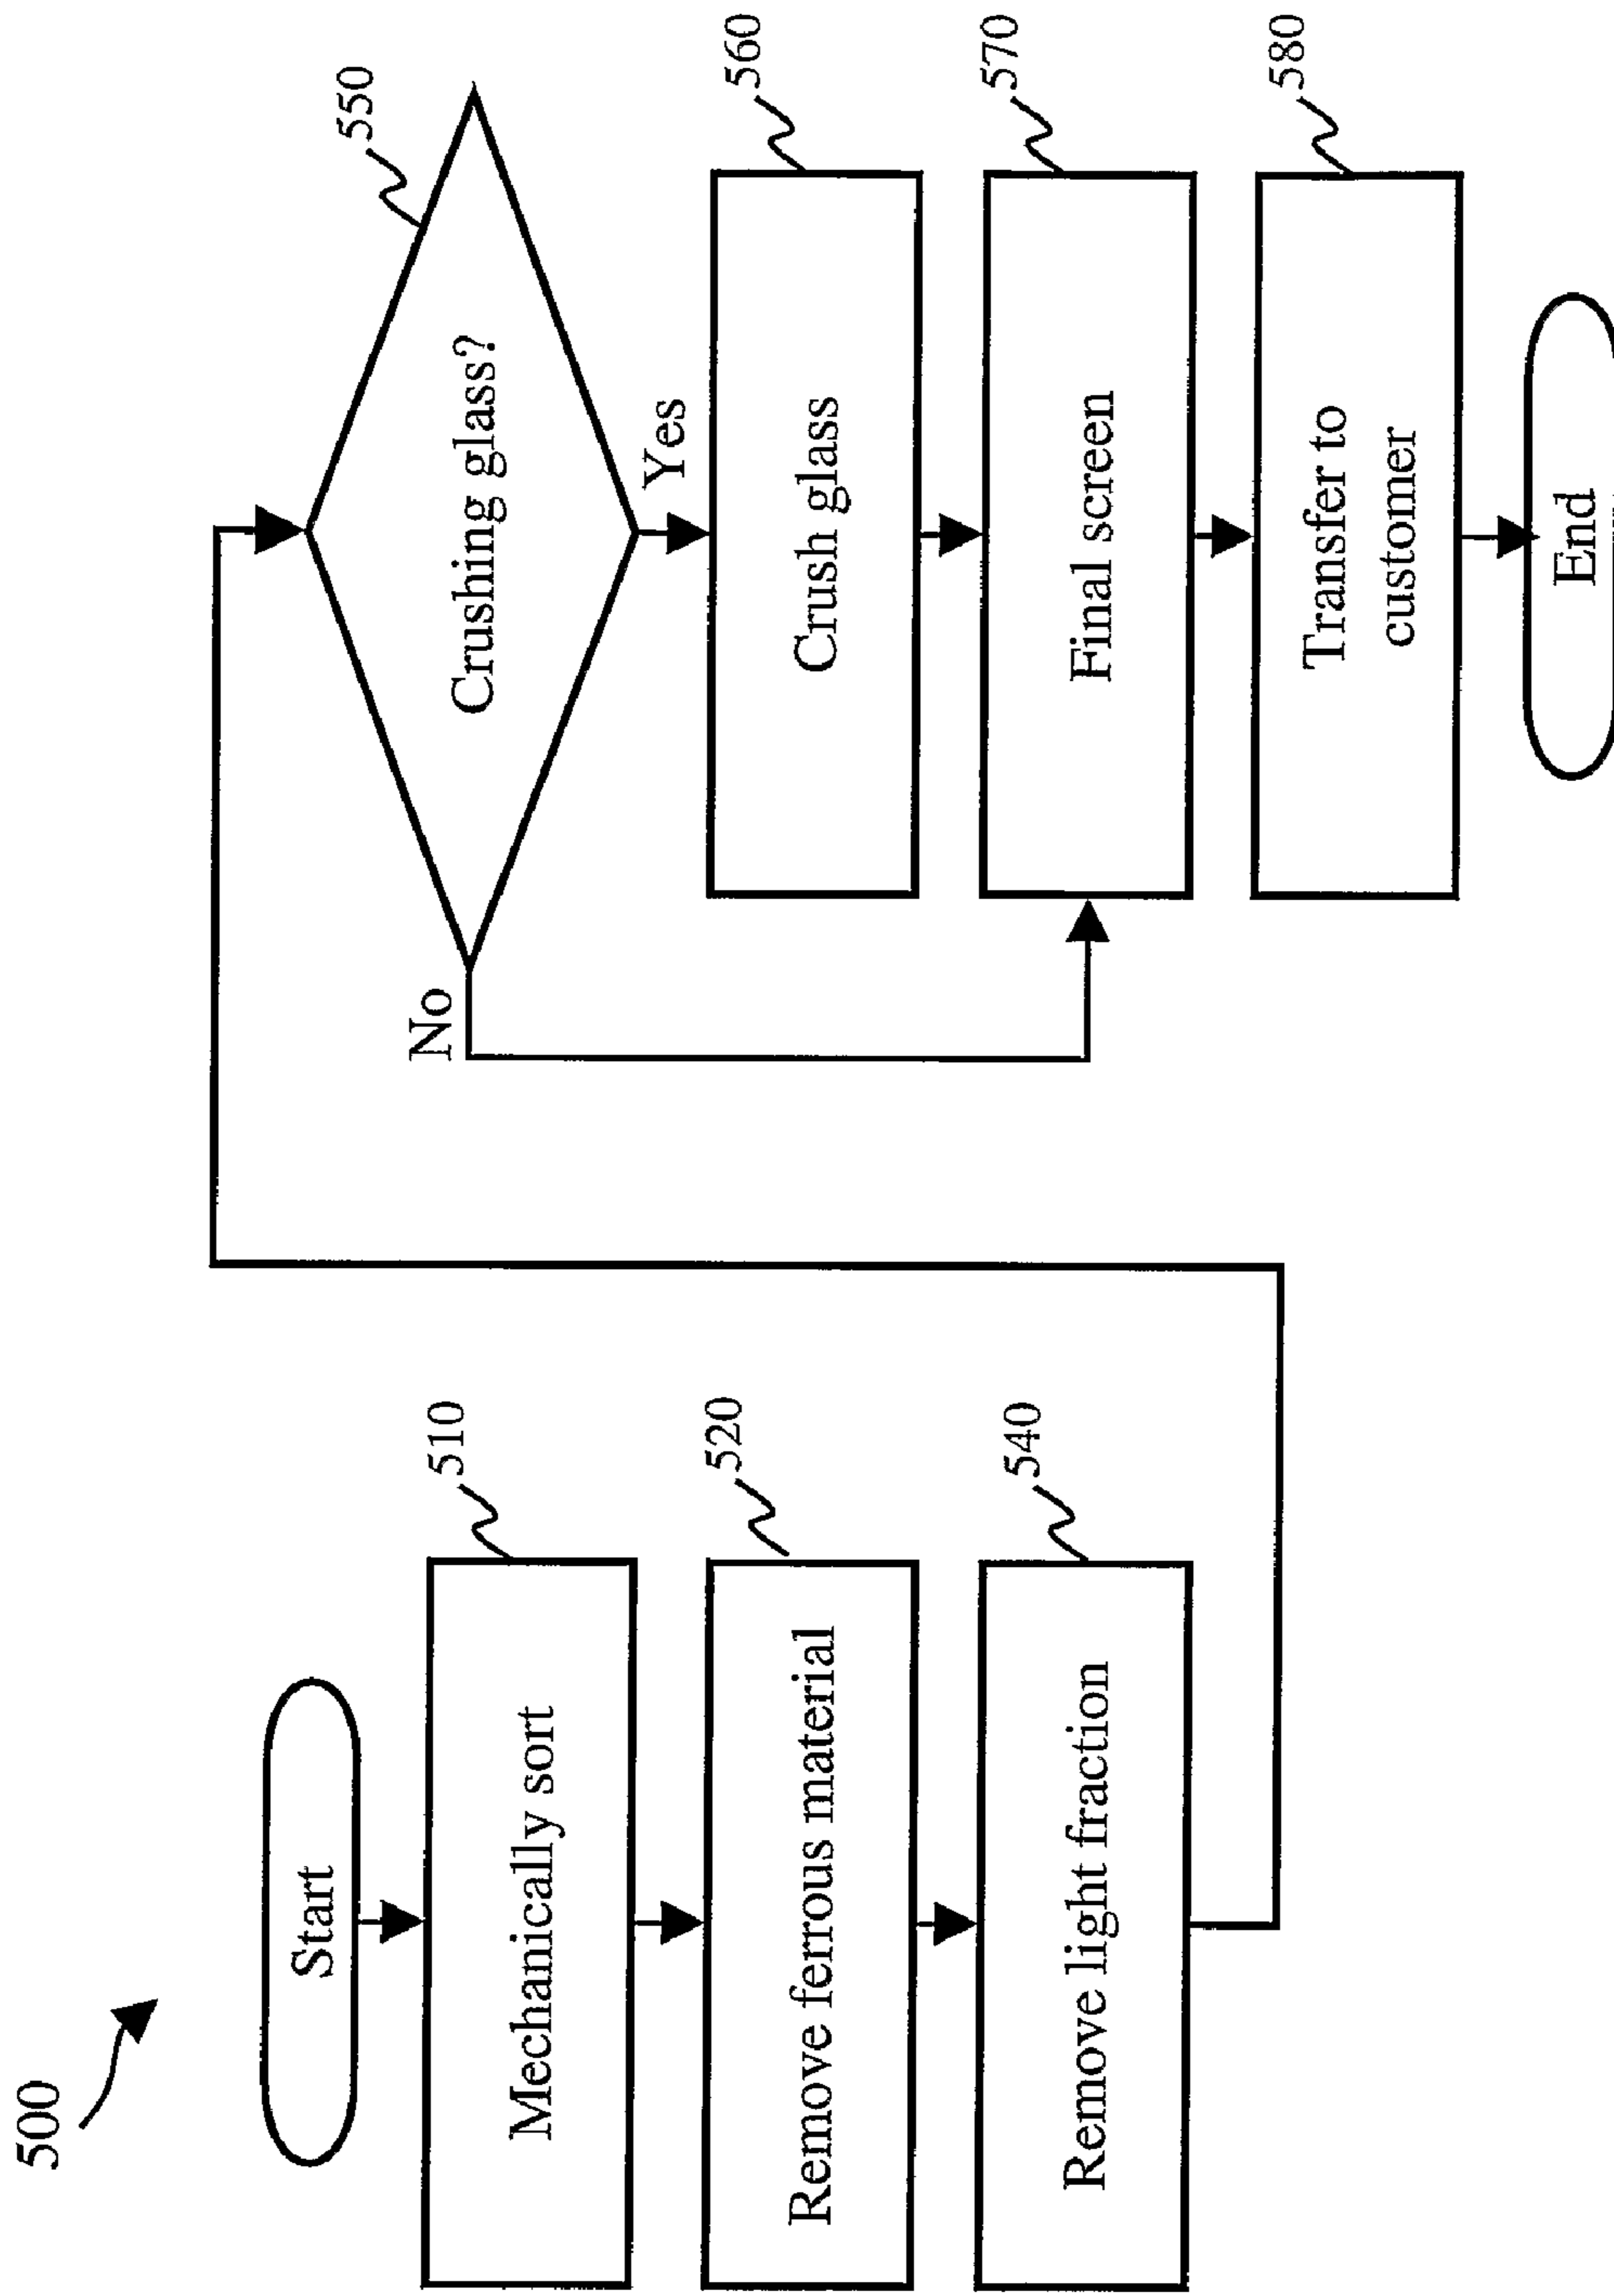 500
Start
510
Mechanically sort
520
Remove ferrous material
540
Remove light fraction
550
Crushing glass?
No
Yes
560
Crush glass
570
Final screen
580
Transfer to
customer
End